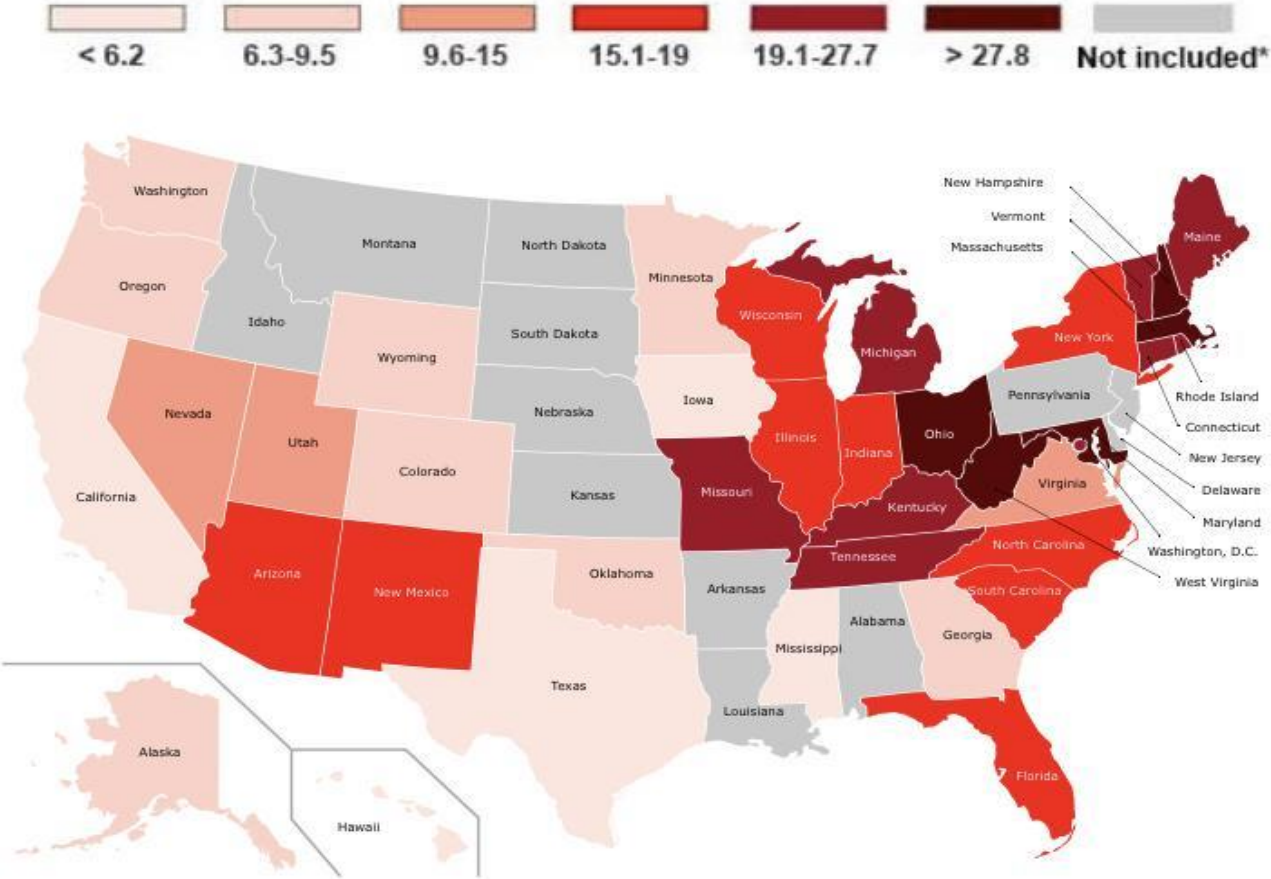 < 6.2 6.3-9.5 9.6-15 15.1-19 19.1-27.7 > 27.8 Not included*
New Hampshire
Washington
Vermont
Maine
Montana
North Dakota
Massachusetts
Minnesota
Oregon
Wisconsin
Idaho
South Dakota
New York
Michigan
Wyoming
Pennsylvania
Rhode Island
Iowa
Nevada
Nebraska
Connecticut
Ohio
Illinois
Utah
Indiana
New Jersey
Colorado
Virginia
Delaware
Missouri
California
Kansas
Kentucky
Maryland
North Carolina
Washington, D.C.
Tennessee
Arizona
Oklahoma
West Virginia
Arkansas
South Carolina
New Mexico
Alabama
Georgia
Mississippi
Texas
Louisiana
Alaska
Florida
Hawaii